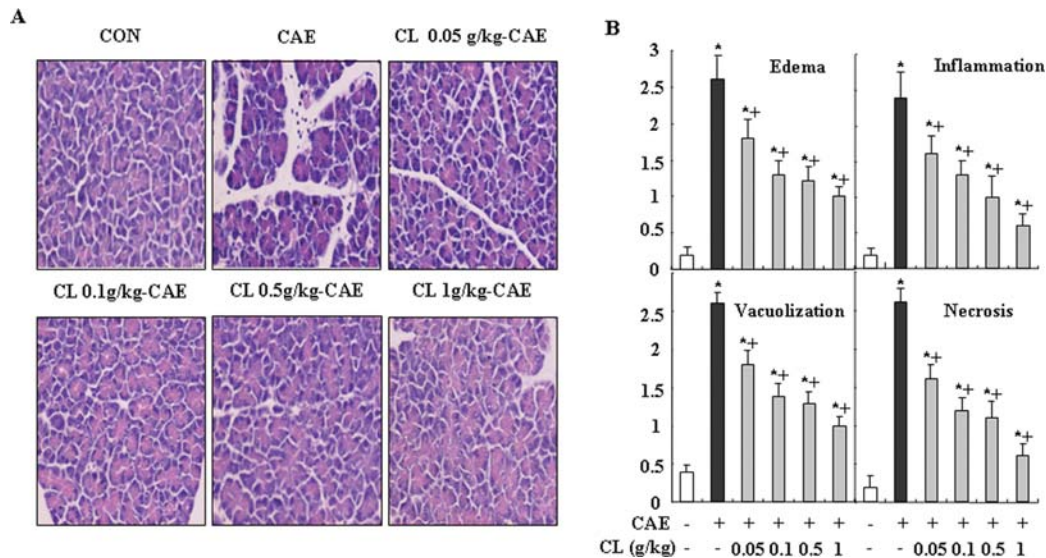 A
CON CAE CL 0.05 g/kg-CAE
CL 0.1g/kg-CAE CL 0.5g/kg-CAE CL 1g/kg-CAE
B
3
2.5
2
1.5
1
0.5
0
Edema
* *+ *+ *+ *+
Inflammation
* *+ *+ *+ *+
2.5
2
1.5
1
0.5
0
Vacuolization
* *+ *+ *+ *+
Necrosis
* *+ *+ *+ *+
CAE - + + + + + - + + + + +
CL (g/kg) - - 0.05 0.1 0.5 1 - - 0.05 0.1 0.5 1